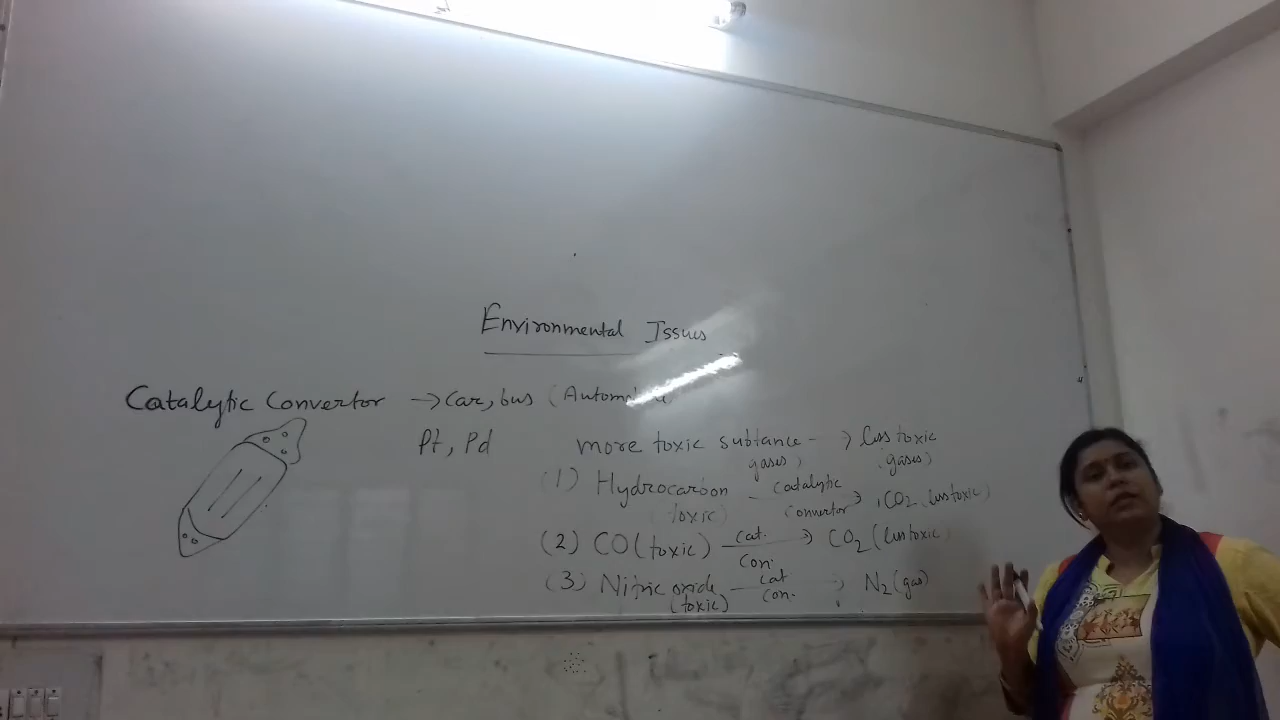 Environmental Issues
Catalytic Convertor → Car, bus (Autom
Pt, Pd
more toxic subtance → less toxic
gases) (gases)
(1) Hydrocarbon catalytic convertor → CO2 less toxic)
(toxic)
(2) CO (toxic) cat. con. → CO2 (less toxic)
(3) Nitric oxide cat con. → N2 (gas)
(toxic)